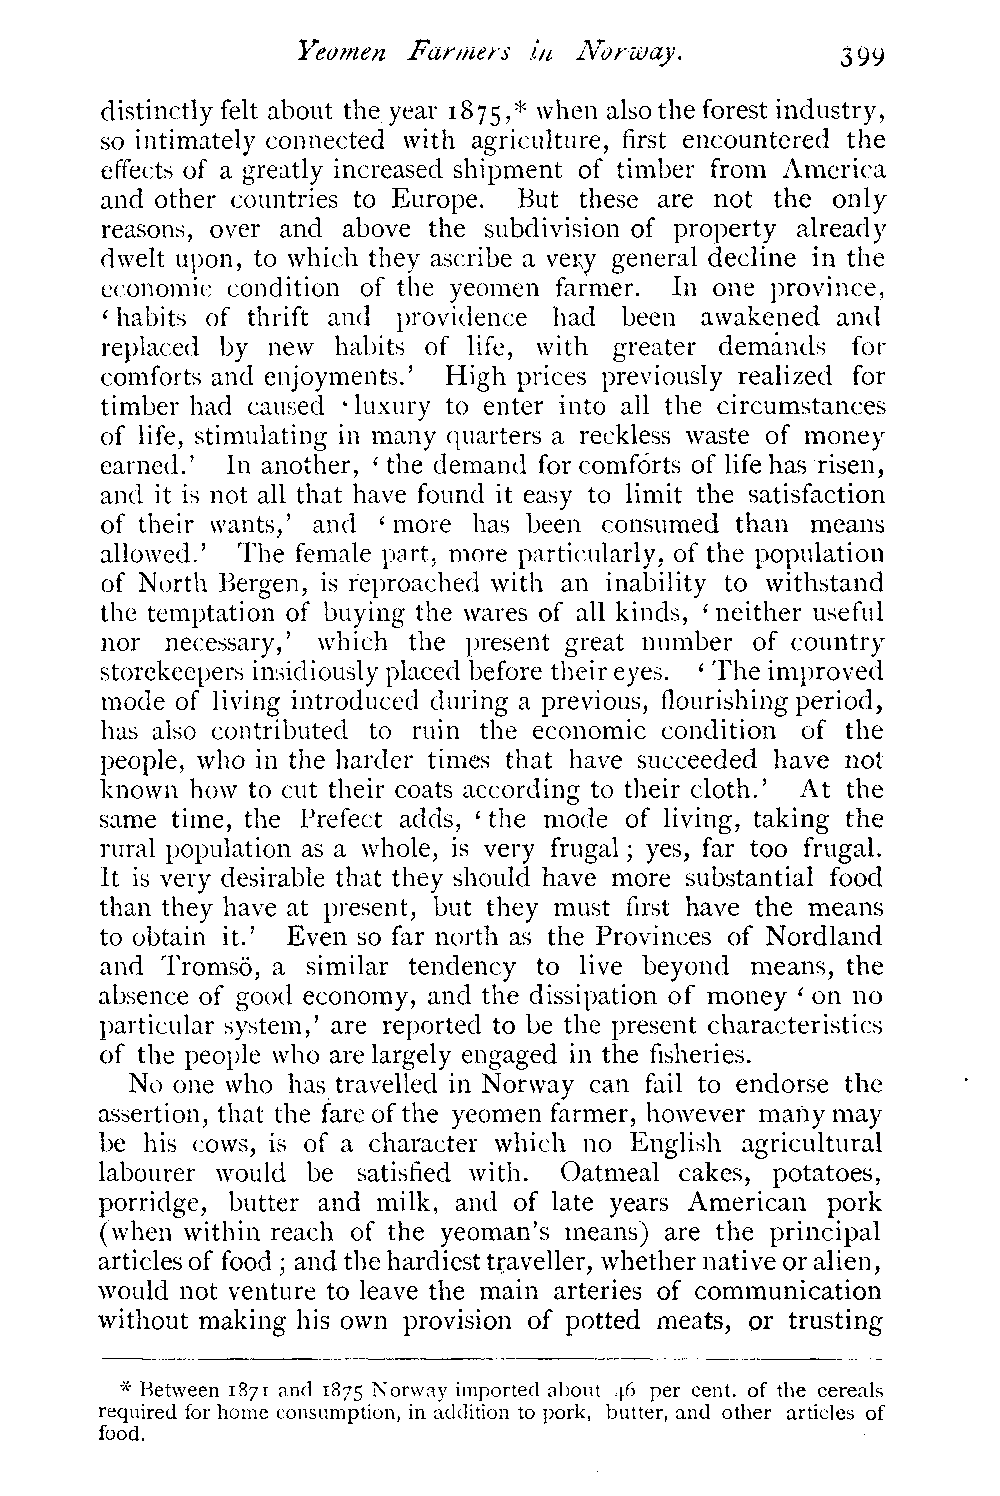 Yeomen Farmers in Norway. 399
distinctly felt about the year 1875,* when also the forest industry,
so intimately connected with agriculture, first encountered the
effects of a greatly increased shipment of timber from America
and other countries to Europe. But these are not the only
reasons, over and above the subdivision of property already
dwelt upon, to which they ascribe a very general decline in the
economic condition of the yeomen farmer. In one province,
‘habits of thrift and providence had been awakened and
replaced by new habits of life, with greater demands for
comforts and enjoyments.’ High prices previously realized for
timber had caused ‘luxury to enter into all the circumstances
of life, stimulating in many quarters a reckless waste of money
earned.’ In another, ‘the demand for comforts of life has risen,
and it is not all that have found it easy to limit the satisfaction
of their wants,’ and ‘more has been consumed than means
allowed.’ The female part, more particularly, of the population
of North Bergen, is reproached with an inability to withstand
the temptation of buying the wares of all kinds, ‘neither useful
nor necessary,’ which the present great number of country
storekeepers insidiously placed before their eyes. ‘The improved
mode of living introduced during a previous, flourishing period,
has also contributed to ruin the economic condition of the
people, who in the harder times that have succeeded have not
known how to cut their coats according to their cloth.’ At the
same time, the Prefect adds, ‘the mode of living, taking the
rural population as a whole, is very frugal; yes, far too frugal.
It is very desirable that they should have more substantial food
than they have at present, but they must first have the means
to obtain it.’ Even so far north as the Provinces of Nordland
and Tromsö, a similar tendency to live beyond means, the
absence of good economy, and the dissipation of money ‘on no
particular system,’ are reported to be the present characteristics
of the people who are largely engaged in the fisheries.
No one who has travelled in Norway can fail to endorse the
assertion, that the fare of the yeomen farmer, however many may
be his cows, is of a character which no English agricultural
labourer would be satisfied with. Oatmeal cakes, potatoes,
porridge, butter and milk, and of late years American pork
(when within reach of the yeoman's means) are the principal
articles of food; and the hardiest traveller, whether native or alien,
would not venture to leave the main arteries of communication
without making his own provision of potted meats, or trusting
* Between 1871 and 1875 Norway imported about 46 per cent. of the cereals
required for home consumption, in addition to pork, butter, and other articles of
food.